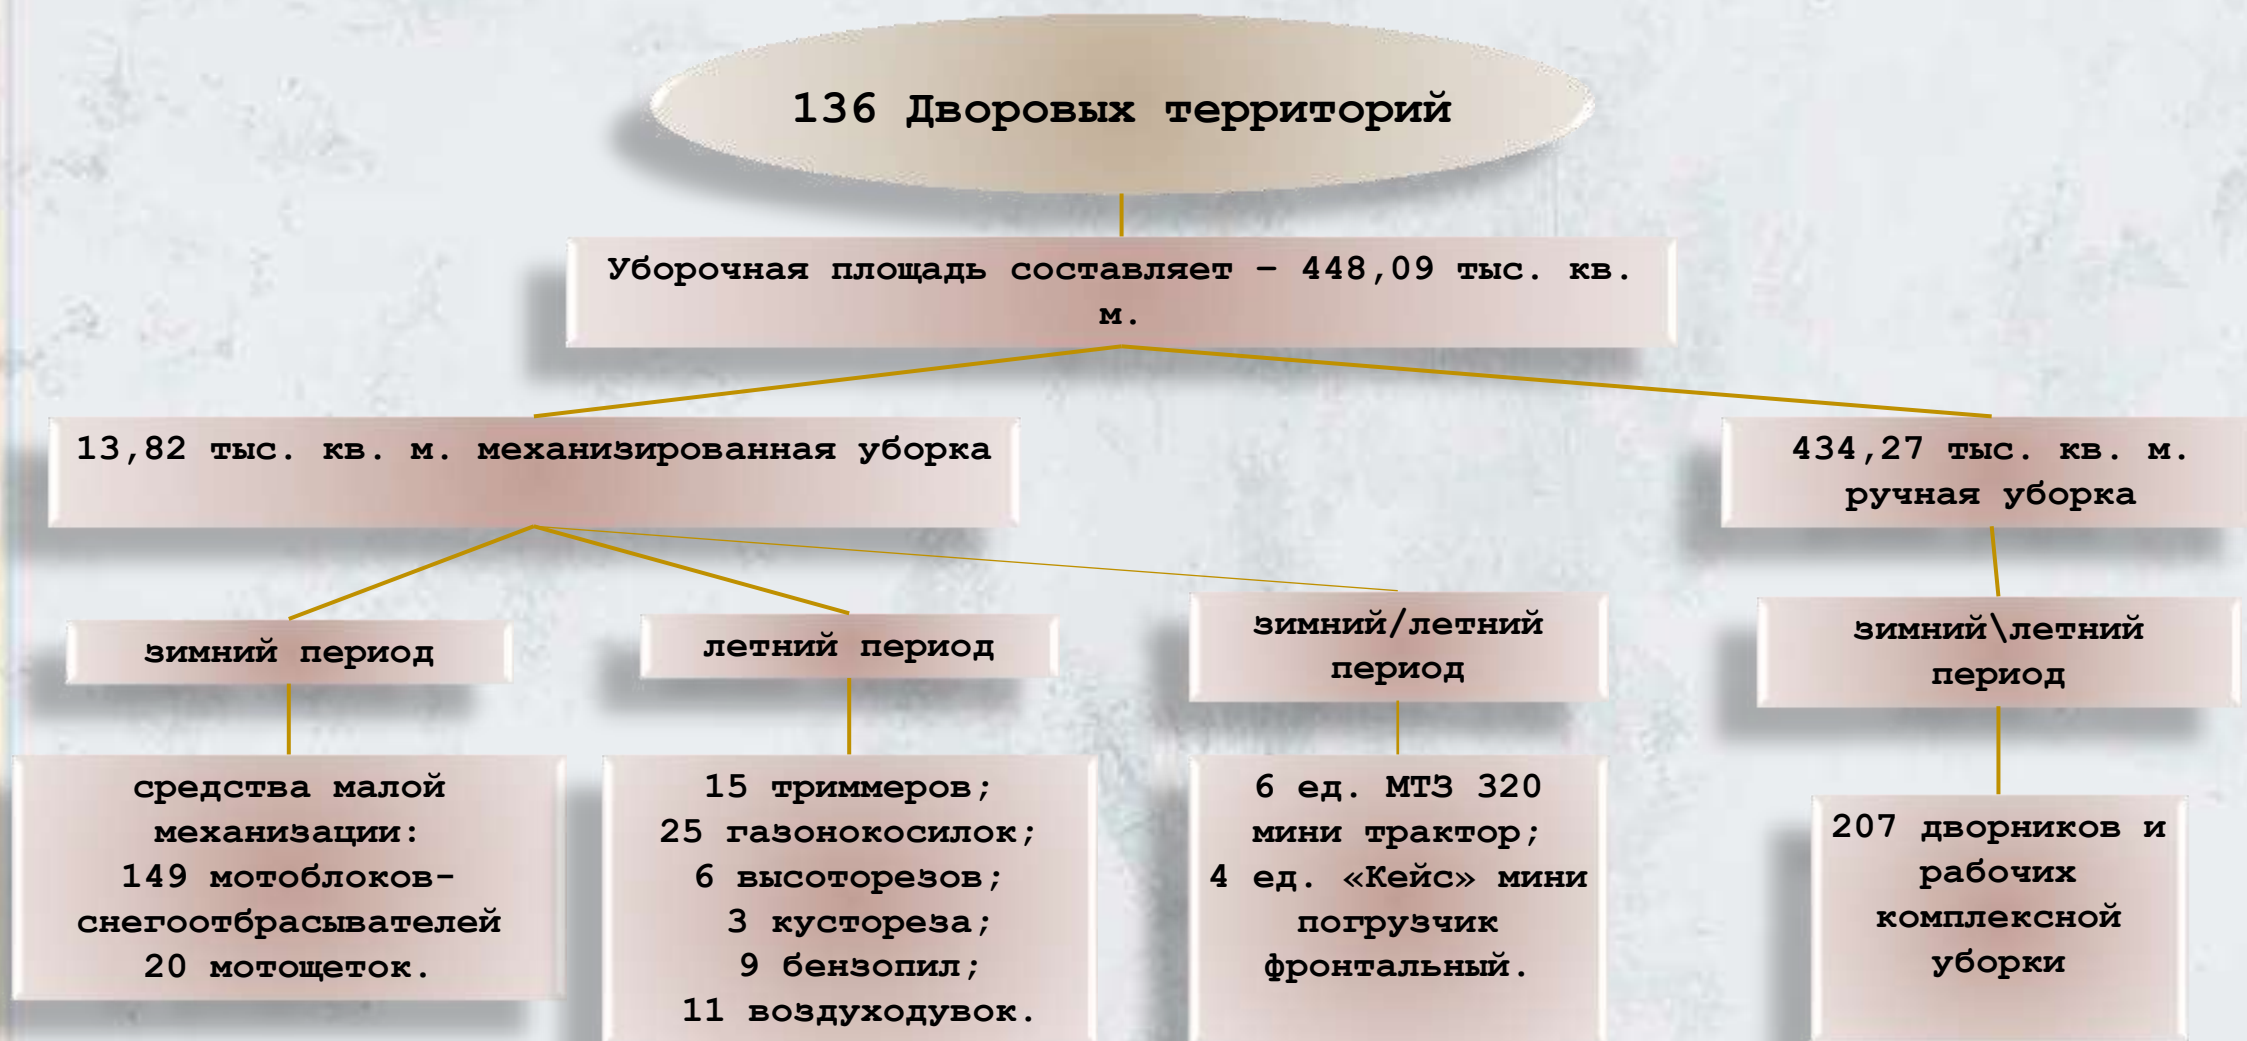 136 Дворовых территорий
Уборочная площадь составляет – 448,09 тыс. кв.
м.
13,82 тыс. кв. м. механизированная уборка
434,27 тыс. кв. м.
ручная уборка
зимний период
летний период
зимний/летний
период
зимний\летний
период
средства малой
механизации:
149 мотоблоков-
снегоотбрасывателей
20 мотощеток.
15 триммеров;
25 газонокосилок;
6 высоторезов;
3 кустореза;
9 бензопил;
11 воздуходувок.
6 ед. МТЗ 320
мини трактор;
4 ед. «Кейс» мини
погрузчик
фронтальный.
207 дворников и
рабочих
комплексной
уборки